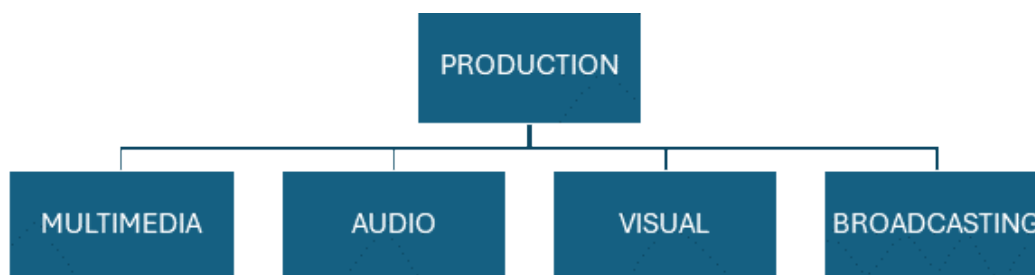 PRODUCTION
MULTIMEDIA
AUDIO
VISUAL
BROADCASTING